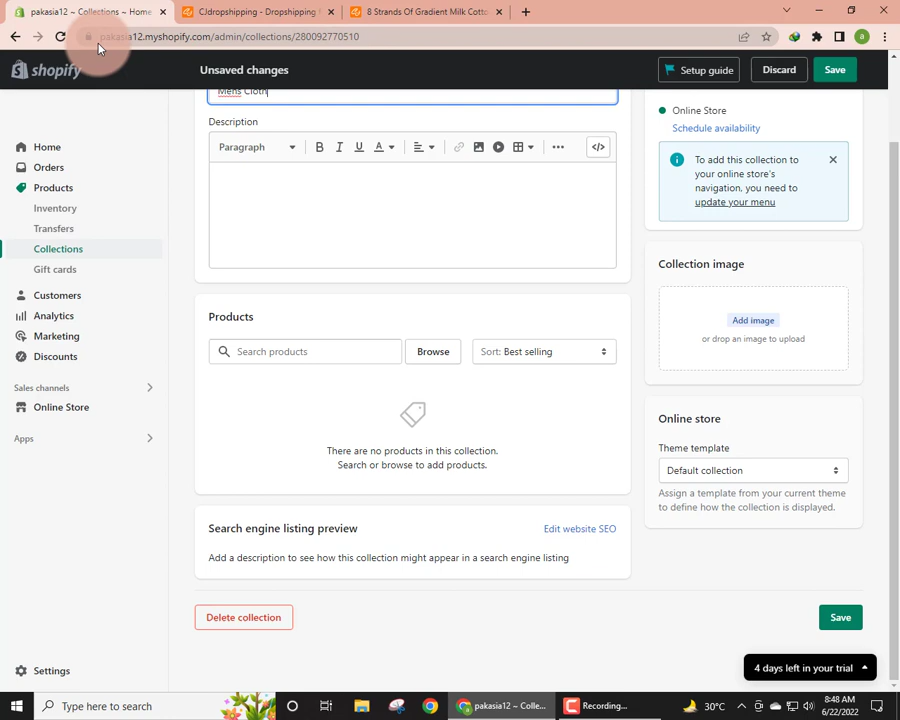 pakasia12 ~ Collections ~ Home
CJdropshipping - Dropshipping f
8 Strands Of Gradient Milk Cotto
pakasia12.myshopify.com/admin/collections/280092770510
a
shopify
Unsaved changes
Setup guide
Discard
Save
Home
Orders
Products
Inventory
Transfers
Collections
Gift cards
Customers
Analytics
Marketing
Discounts
Sales channels
Online Store
Apps
Settings
Mens Cloth
Description
Paragraph
B I U A
</>
Products
Search products
Browse
Sort: Best selling
There are no products in this collection.
Search or browse to add products.
Search engine listing preview
Edit website SEO
Add a description to see how this collection might appear in a search engine listing
Delete collection
Save
Online Store
Schedule availability
To add this collection to
your online store's
navigation, you need to
update your menu
Collection image
Add image
or drop an image to upload
Online store
Theme template
Default collection
Assign a template from your current theme
to define how the collection is displayed.
4 days left in your trial
Type here to search
pakasia12 ~ Colle...
Recording...
30°C
8:48 AM
6/22/2022